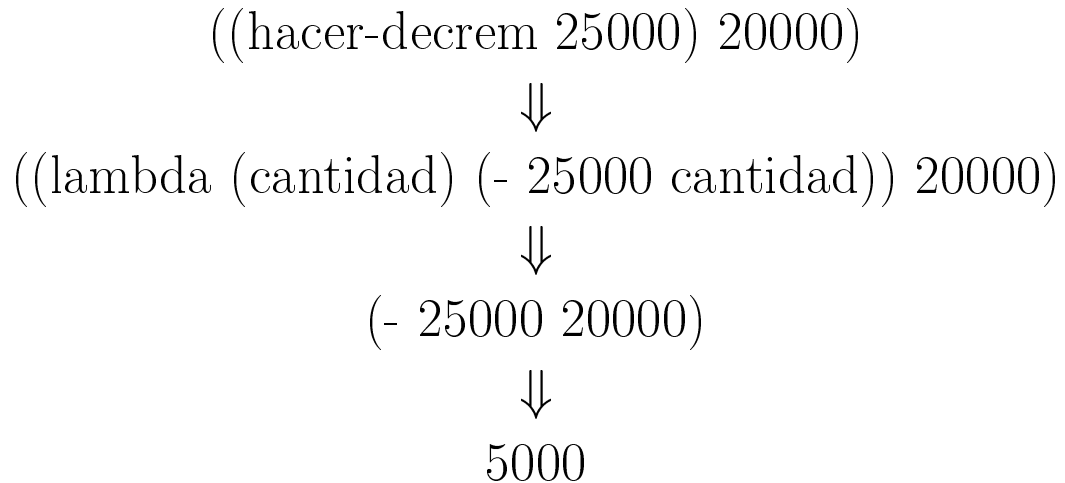 ((hacer-decrem 25000) 20000)
⇓
((lambda (cantidad) (- 25000 cantidad)) 20000)
⇓
(- 25000 20000)
⇓
5000